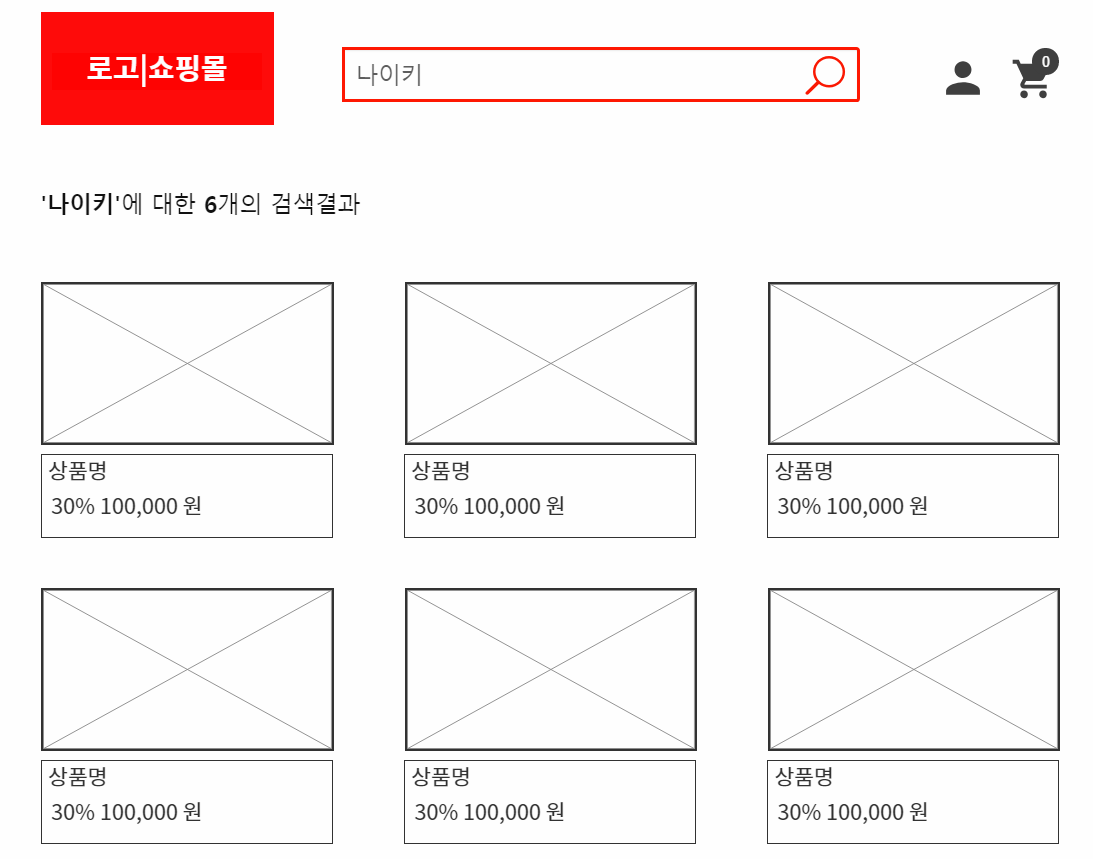 로고|쇼핑몰
나이키
0
'나이키'에 대한 6개의 검색결과
상품명
30% 100,000 원
상품명
30% 100,000 원
상품명
30% 100,000 원
상품명
30% 100,000 원
상품명
30% 100,000 원
상품명
30% 100,000 원